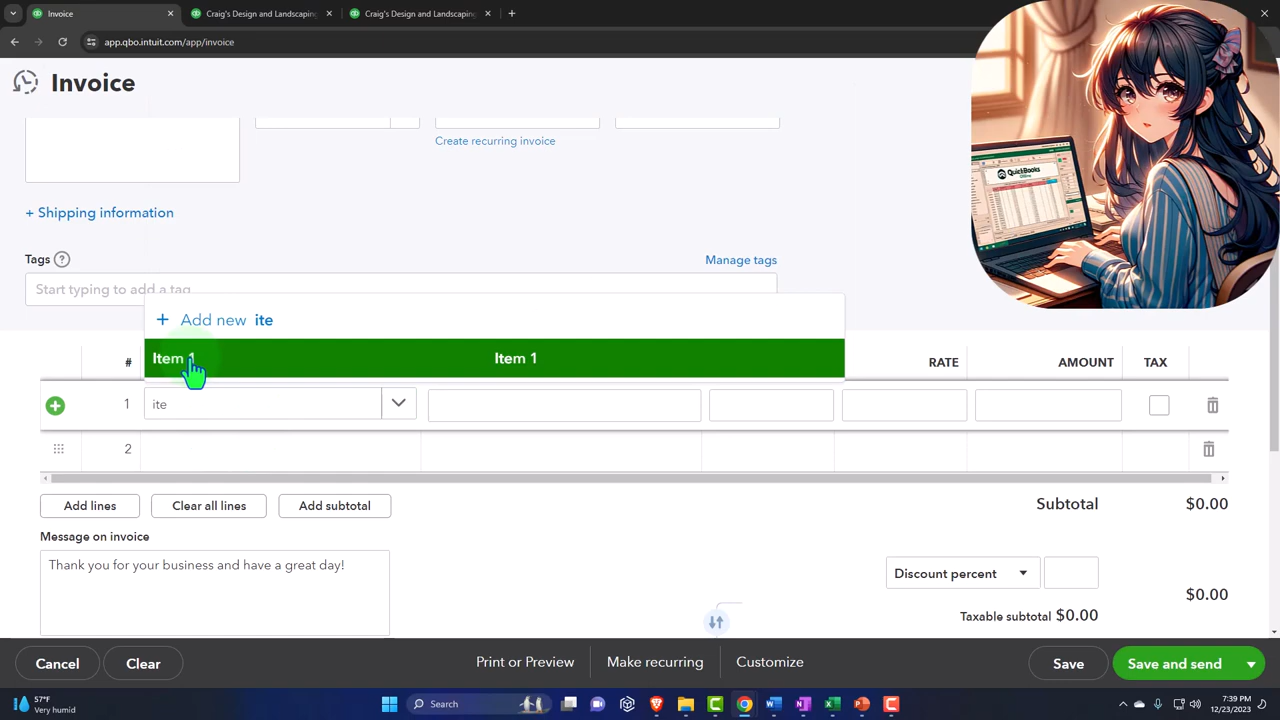 Invoice
Craig's Design and Landscaping
Craig's Design and Landscaping
app.qbo.intuit.com/app/invoice
Invoice
QuickBooks
Create recurring invoice
+ Shipping information
Tags ?
Manage tags
Start typing to add a tag
+ Add new ite
Item 1 Item 1
# RATE AMOUNT TAX
1 ite
2
Add lines Clear all lines Add subtotal
Subtotal $0.00
Message on invoice
Thank you for your business and have a great day!
Discount percent
$0.00
Taxable subtotal $0.00
Cancel Clear Print or Preview Make recurring Customize Save Save and send
57°F
Very humid
Search
7:39 PM
12/23/2023